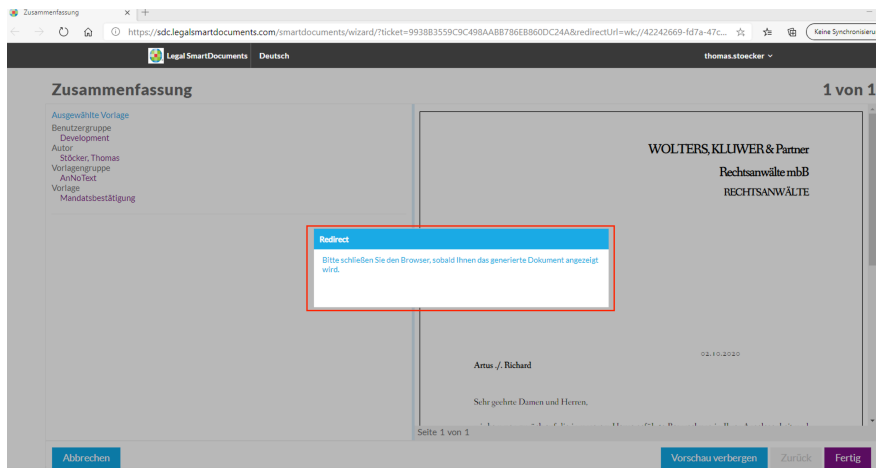 Zusammenfassung
https://sdc.legalsmartdocuments.com/smartdocuments/wizard/?ticket=9938B3559C9C498AABB786EB860DC24A&redirectUrl=wk://42242669-fd7a-47c...
Legal SmartDocuments Deutsch thomas.stoecker
Zusammenfassung 1 von 1
Ausgewählte Vorlage
Benutzergruppe
Development
Autor
Stöcker, Thomas
Vorlagengruppe
AnNoText
Vorlage
Mandatsbestätigung
WOLTERS, KLUWER & Partner
Rechtsanwälte mbB
RECHTSANWÄLTE
Redirect
Bitte schließen Sie den Browser, sobald Ihnen das generierte Dokument angezeigt
wird.
02.10.2020
Artus ./. Richard
Sehr geehrte Damen und Herren,
Seite 1 von 1
Abbrechen Vorschau verbergen Zurück Fertig